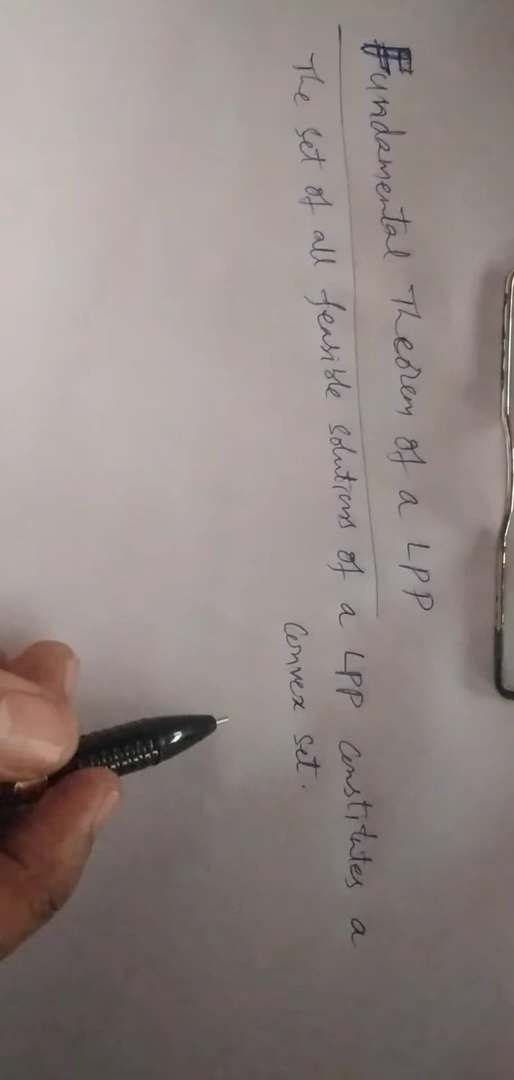 Fundamental Theorem of a LPP
The set of all feasible solutions of a LPP constitutes a
convex set.